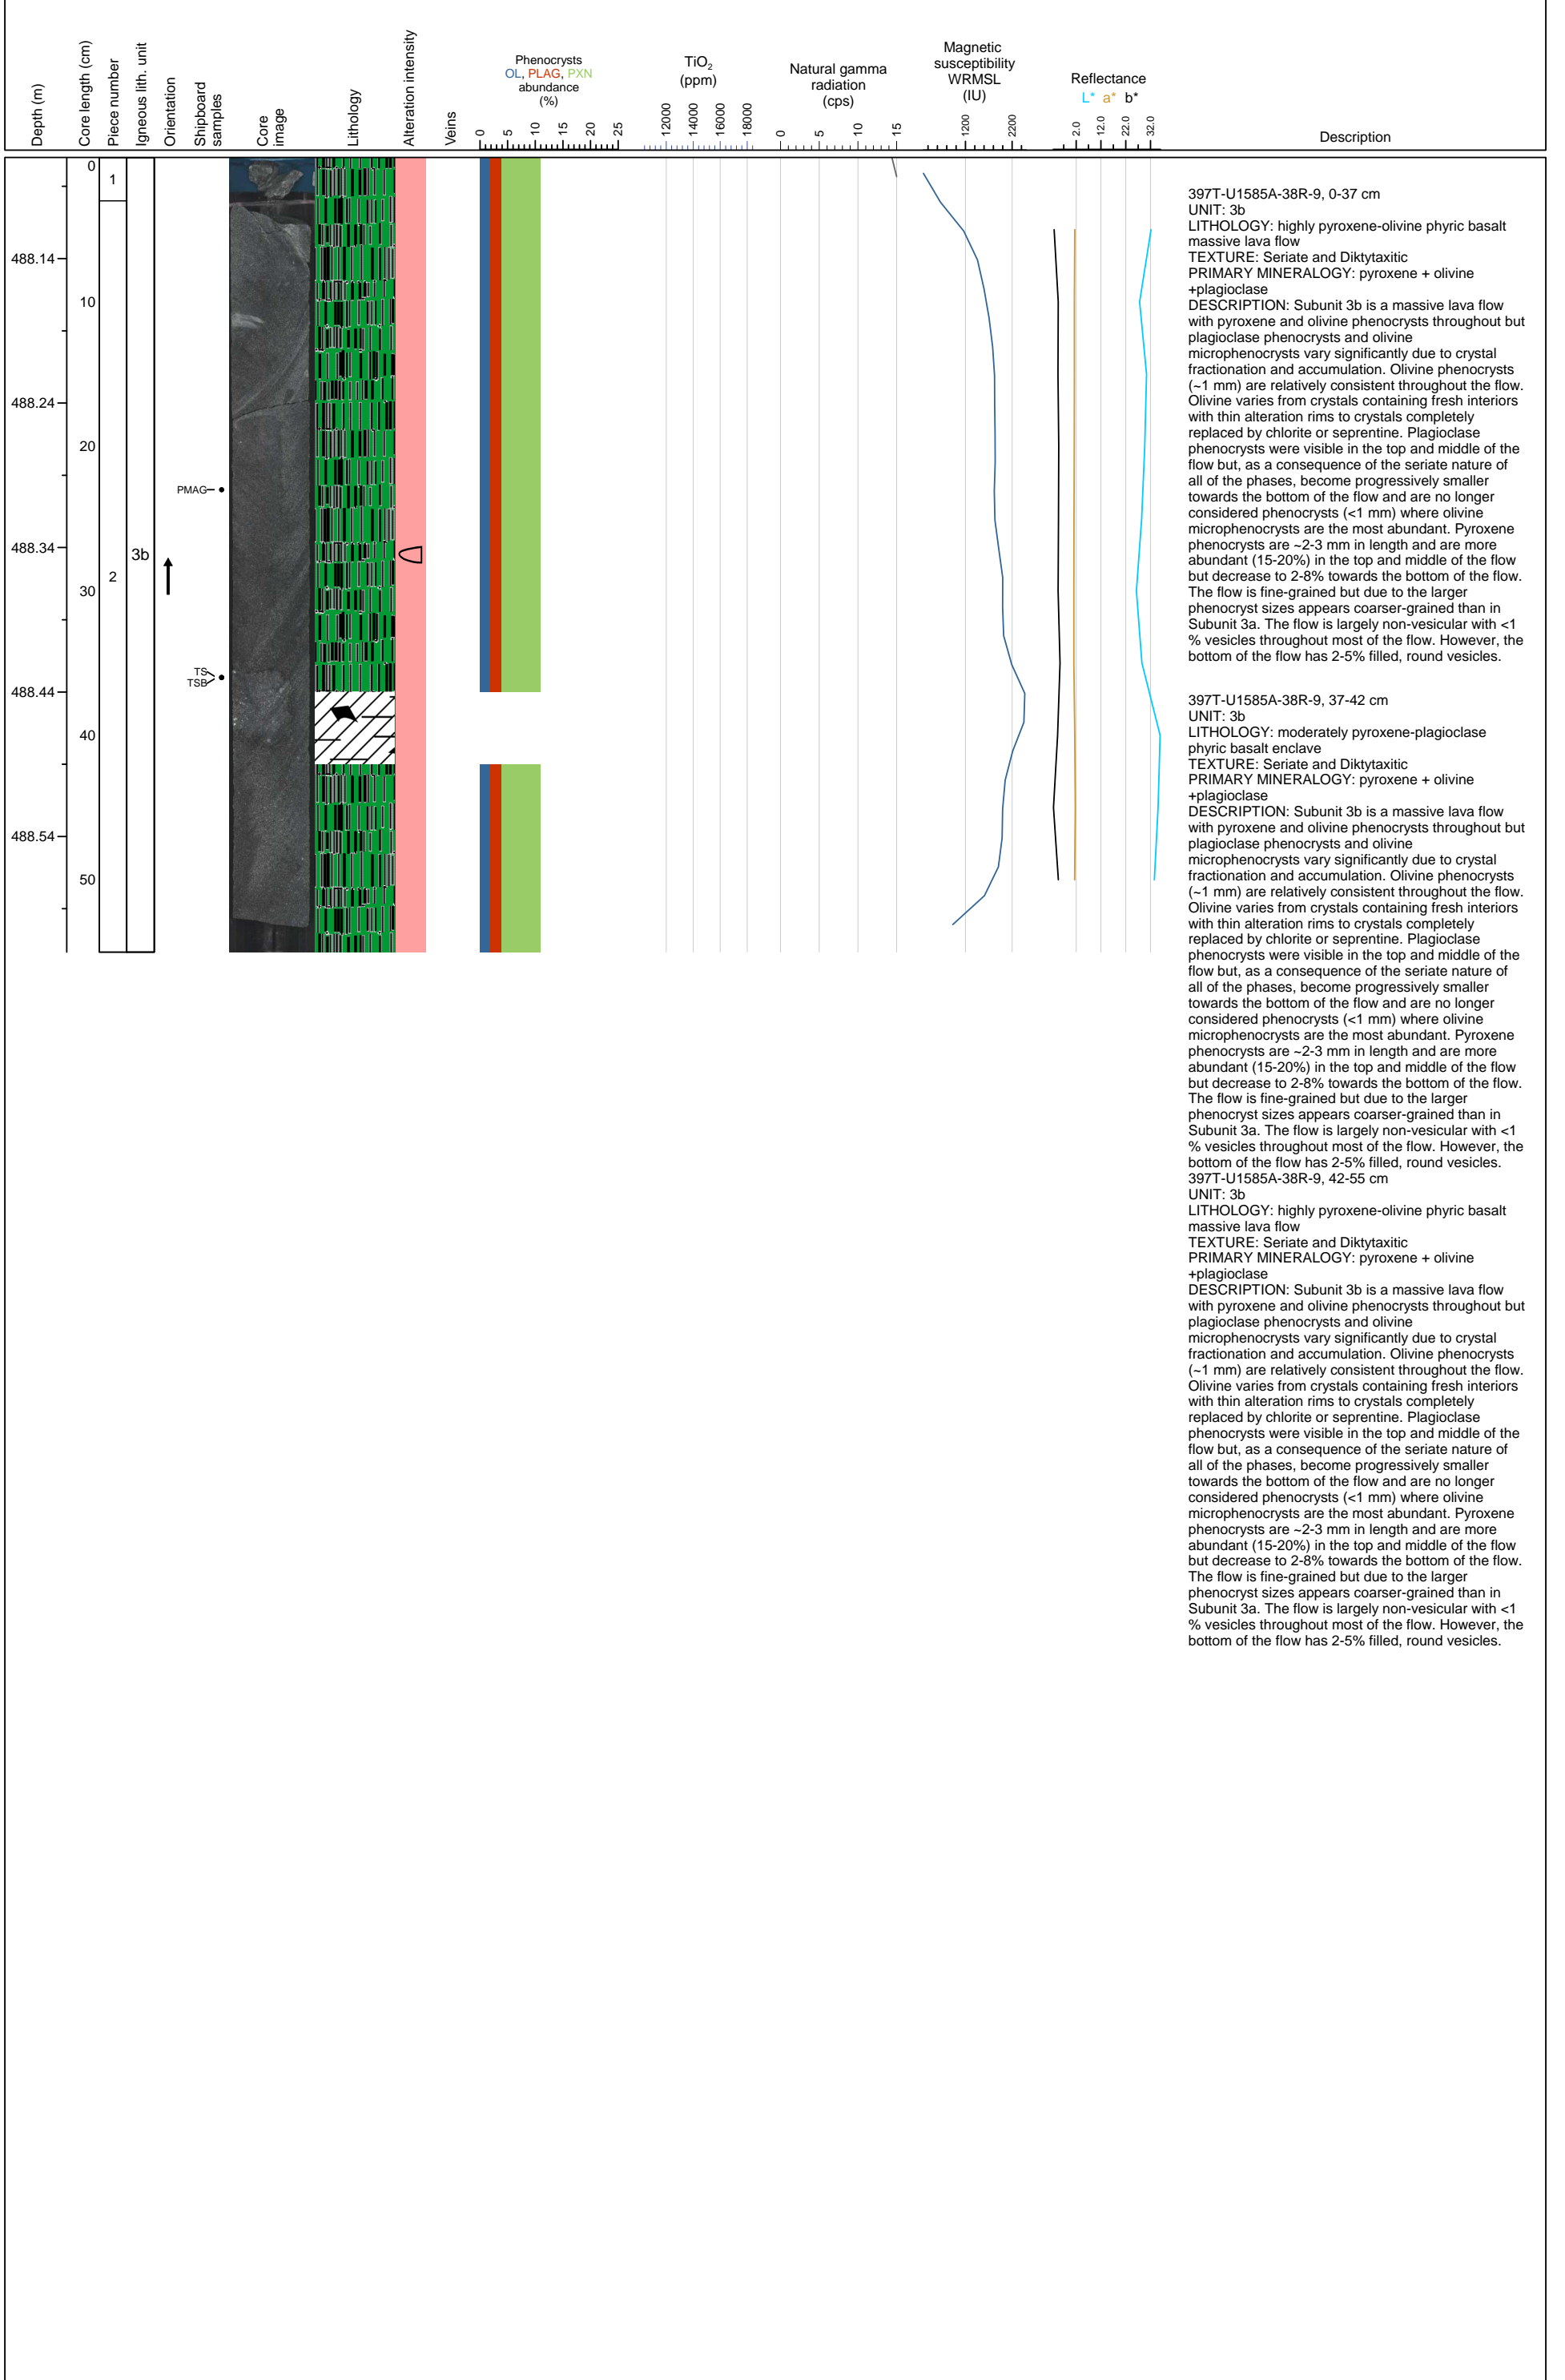 Depth (m)
Core length (cm)
Piece number
Igneous lith. unit
Orientation
Shipboard
samples
Core
image
Lithology
Alteration intensity
Veins
Phenocrysts
OL, PLAG, PXN
abundance
(%)
0
5
10
15
20
25
TiO2
(ppm)
12000
14000
16000
18000
Natural gamma
radiation
(cps)
0
5
10
15
Magnetic
susceptibility
WRMSL
(IU)
1200
2200
Reflectance
L* a* b*
2.0
12.0
22.0
32.0
Description
488.14
488.24
488.34
488.44
488.54
0
10
20
30
40
50
1
2
3b
PMAG
TS
TSB
397T-U1585A-38R-9, 0-37 cm
UNIT: 3b
LITHOLOGY: highly pyroxene-olivine phyric basalt
massive lava flow
TEXTURE: Seriate and Diktytaxitic
PRIMARY MINERALOGY: pyroxene + olivine
+plagioclase
DESCRIPTION: Subunit 3b is a massive lava flow
with pyroxene and olivine phenocrysts throughout but
plagioclase phenocrysts and olivine
microphenocrysts vary significantly due to crystal
fractionation and accumulation. Olivine phenocrysts
(~1 mm) are relatively consistent throughout the flow.
Olivine varies from crystals containing fresh interiors
with thin alteration rims to crystals completely
replaced by chlorite or seprentine. Plagioclase
phenocrysts were visible in the top and middle of the
flow but, as a consequence of the seriate nature of
all of the phases, become progressively smaller
towards the bottom of the flow and are no longer
considered phenocrysts (<1 mm) where olivine
microphenocrysts are the most abundant. Pyroxene
phenocrysts are ~2-3 mm in length and are more
abundant (15-20%) in the top and middle of the flow
but decrease to 2-8% towards the bottom of the flow.
The flow is fine-grained but due to the larger
phenocryst sizes appears coarser-grained than in
Subunit 3a. The flow is largely non-vesicular with <1
% vesicles throughout most of the flow. However, the
bottom of the flow has 2-5% filled, round vesicles.
397T-U1585A-38R-9, 37-42 cm
UNIT: 3b
LITHOLOGY: moderately pyroxene-plagioclase
phyric basalt enclave
TEXTURE: Seriate and Diktytaxitic
PRIMARY MINERALOGY: pyroxene + olivine
+plagioclase
DESCRIPTION: Subunit 3b is a massive lava flow
with pyroxene and olivine phenocrysts throughout but
plagioclase phenocrysts and olivine
microphenocrysts vary significantly due to crystal
fractionation and accumulation. Olivine phenocrysts
(~1 mm) are relatively consistent throughout the flow.
Olivine varies from crystals containing fresh interiors
with thin alteration rims to crystals completely
replaced by chlorite or seprentine. Plagioclase
phenocrysts were visible in the top and middle of the
flow but, as a consequence of the seriate nature of
all of the phases, become progressively smaller
towards the bottom of the flow and are no longer
considered phenocrysts (<1 mm) where olivine
microphenocrysts are the most abundant. Pyroxene
phenocrysts are ~2-3 mm in length and are more
abundant (15-20%) in the top and middle of the flow
but decrease to 2-8% towards the bottom of the flow.
The flow is fine-grained but due to the larger
phenocryst sizes appears coarser-grained than in
Subunit 3a. The flow is largely non-vesicular with <1
% vesicles throughout most of the flow. However, the
bottom of the flow has 2-5% filled, round vesicles.
397T-U1585A-38R-9, 42-55 cm
UNIT: 3b
LITHOLOGY: highly pyroxene-olivine phyric basalt
massive lava flow
TEXTURE: Seriate and Diktytaxitic
PRIMARY MINERALOGY: pyroxene + olivine
+plagioclase
DESCRIPTION: Subunit 3b is a massive lava flow
with pyroxene and olivine phenocrysts throughout but
plagioclase phenocrysts and olivine
microphenocrysts vary significantly due to crystal
fractionation and accumulation. Olivine phenocrysts
(~1 mm) are relatively consistent throughout the flow.
Olivine varies from crystals containing fresh interiors
with thin alteration rims to crystals completely
replaced by chlorite or seprentine. Plagioclase
phenocrysts were visible in the top and middle of the
flow but, as a consequence of the seriate nature of
all of the phases, become progressively smaller
towards the bottom of the flow and are no longer
considered phenocrysts (<1 mm) where olivine
microphenocrysts are the most abundant. Pyroxene
phenocrysts are ~2-3 mm in length and are more
abundant (15-20%) in the top and middle of the flow
but decrease to 2-8% towards the bottom of the flow.
The flow is fine-grained but due to the larger
phenocryst sizes appears coarser-grained than in
Subunit 3a. The flow is largely non-vesicular with <1
% vesicles throughout most of the flow. However, the
bottom of the flow has 2-5% filled, round vesicles.